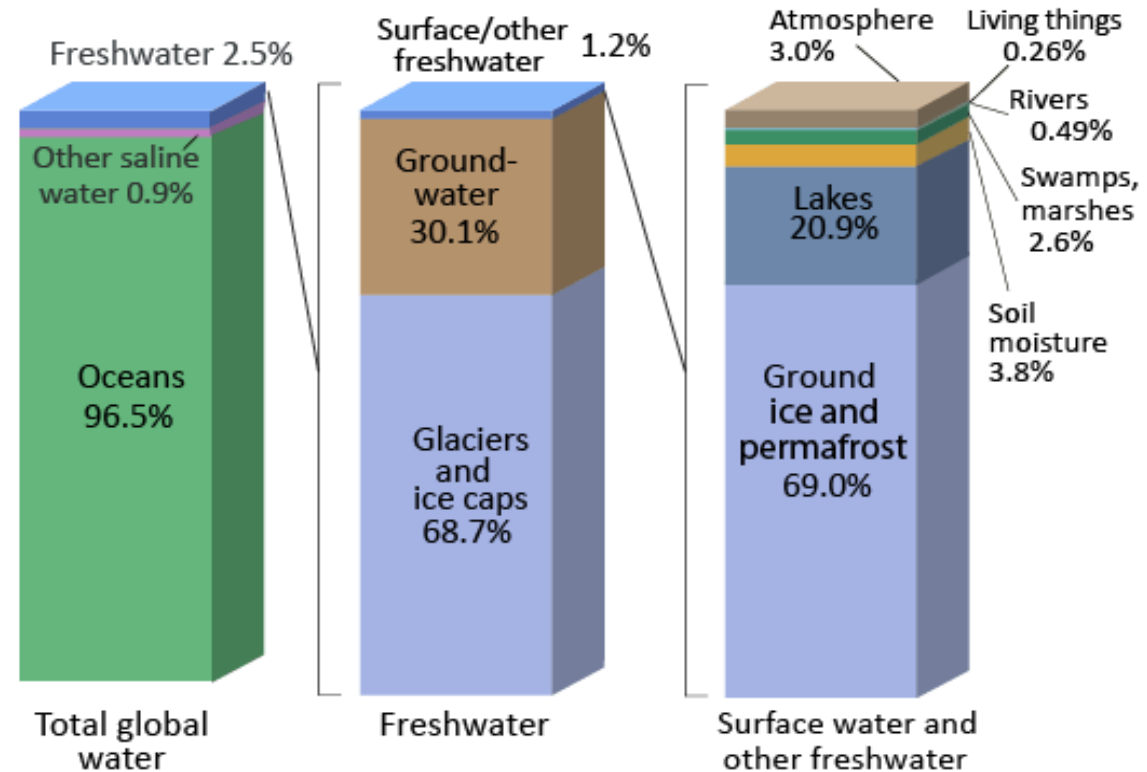 Freshwater 2.5%
Other saline
water 0.9%
Oceans
96.5%
Total global
water
Surface/other
freshwater
1.2%
Ground-
water
30.1%
Glaciers
and
ice caps
68.7%
Freshwater
Atmosphere
3.0%
Living things
0.26%
Rivers
0.49%
Swamps,
marshes
2.6%
Soil
moisture
3.8%
Lakes
20.9%
Ground
ice and
permafrost
69.0%
Surface water and
other freshwater